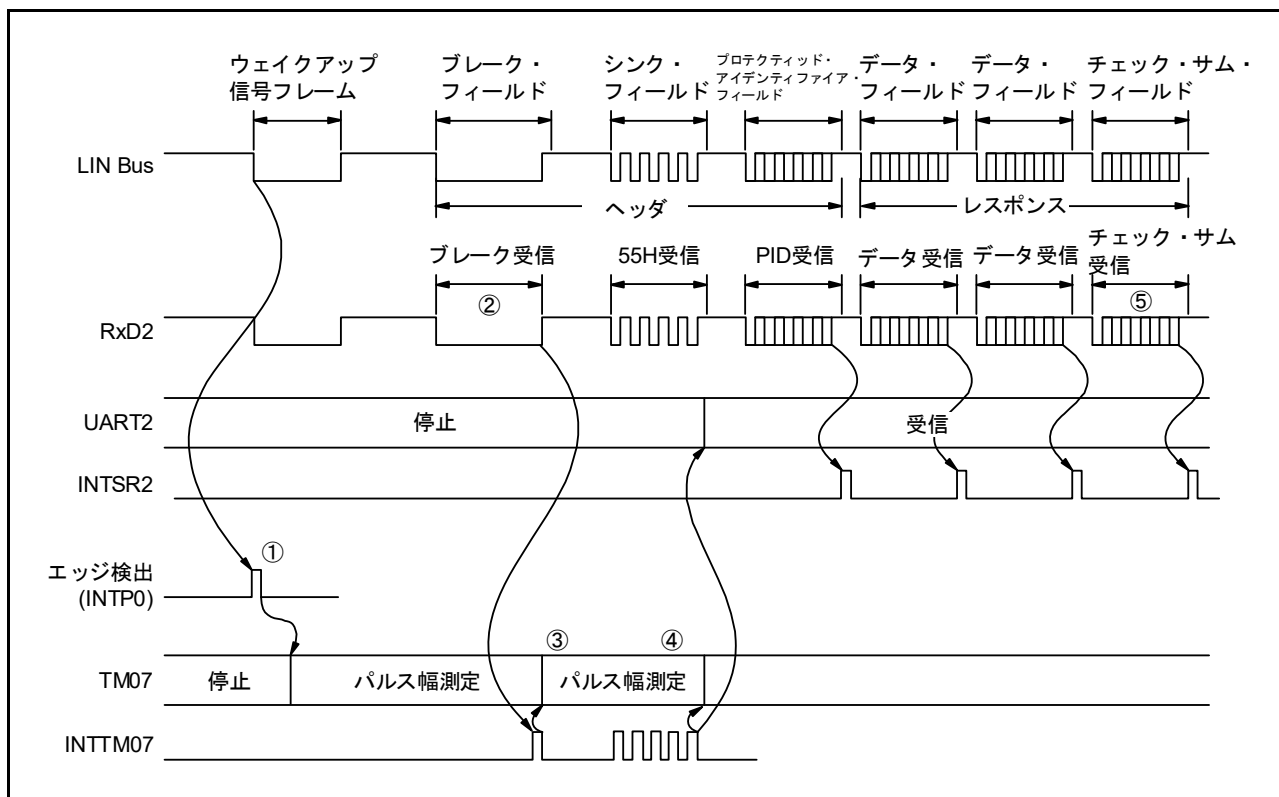 ウェイクアップ
信号フレーム
ブレーク・
フィールド
シンク・
フィールド
プロテクティッド・
アイデンティファイア・
フィールド
データ・
フィールド
データ・
フィールド
チェック・サム・
フィールド
LIN Bus
ヘッダ
レスポンス
ブレーク受信
55H受信
PID受信
データ受信
データ受信
チェック・サム
受信
②
⑤
RxD2
UART2
停止
受信
INTSR2
①
エッジ検出
(INTP0)
③
④
TM07
停止
パルス幅測定
パルス幅測定
INTTM07